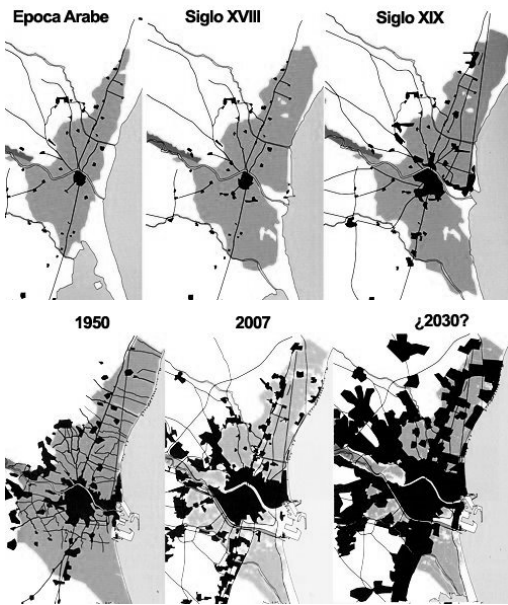 Epoca Arabe
Siglo XVIII
Siglo XIX
1950
2007
¿2030?